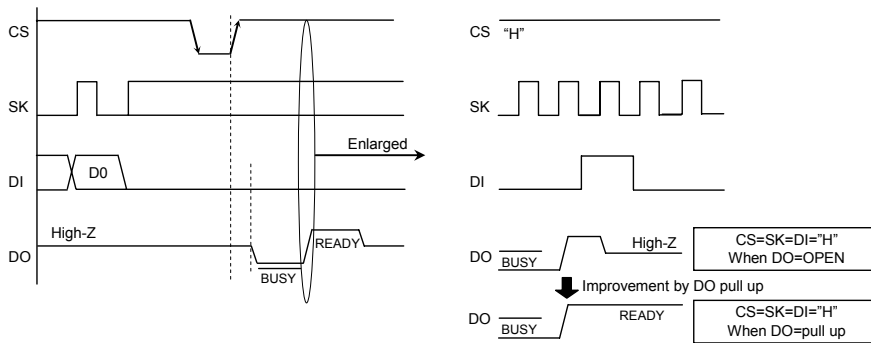 CS
SK
DI
D0
DO
High-Z
BUSY
READY
Enlarged
CS
“H”
SK
DI
DO
BUSY
High-Z
CS=SK=DI=”H”
When DO=OPEN
Improvement by DO pull up
DO
BUSY
READY
CS=SK=DI=”H”
When DO=pull up